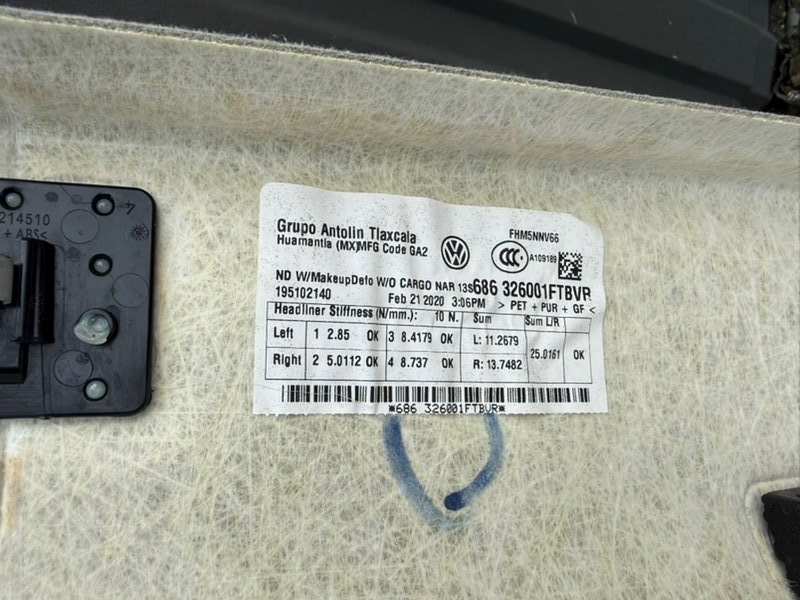 214510
+ ABS<
4
Grupo Antolin Tlaxcala
Huamantla (MX)MFG Code GA2
FHM5NNV66
CCC
A109189
ND W/MakeupDefo W/O CARGO NAR 13S686 326001FTBVR
195102140 Feb 21 2020 3:06PM > PET + PUR + GF <
Headliner Stiffness (N/mm.): 10 N. Sum Sum L/R
Left 1 2.85 OK 3 8.4179 OK L: 11.2679
25.0161 OK
Right 2 5.0112 OK 4 8.737 OK R: 13.7482
*686 326001FTBVR*